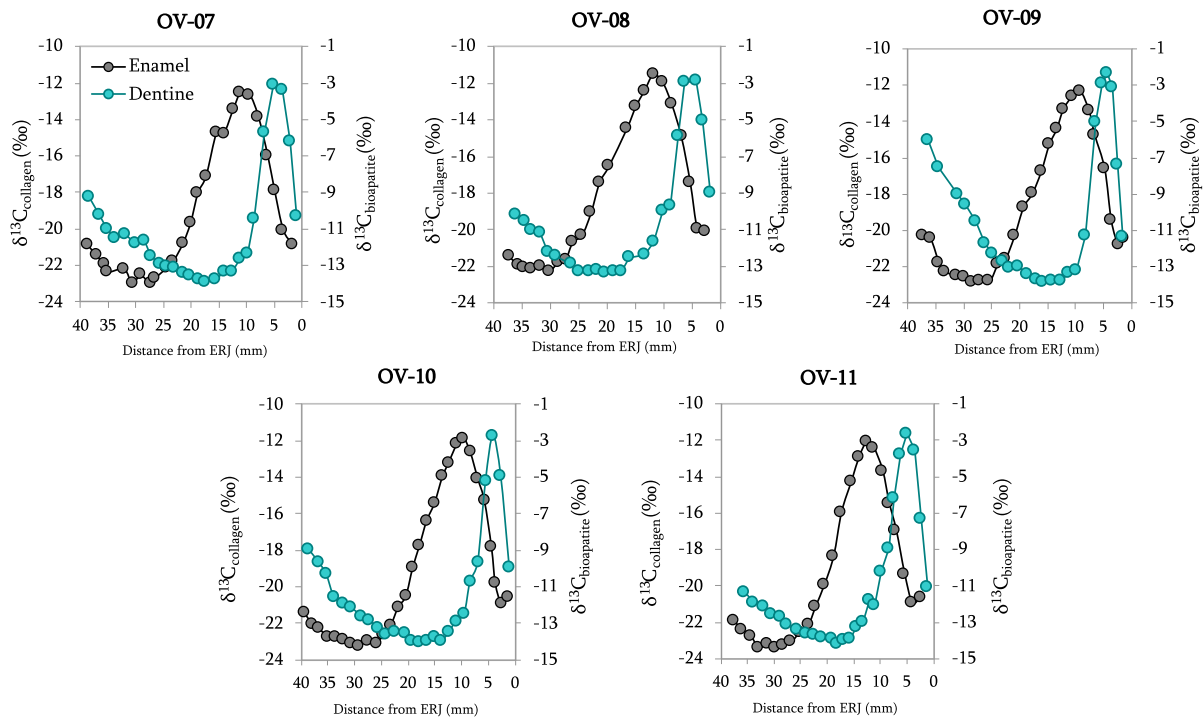 OV-07
-10
-12
-14
-16
-18
-20
-22
-24
-1
-3
-5
-7
-9
-11
-13
-15
Enamel
Dentine
δ13Ccollagen (‰)
δ13Cbioapatite (‰)
40 35 30 25 20 15 10 5 0
Distance from ERJ (mm)
OV-08
-10
-12
-14
-16
-18
-20
-22
-24
-1
-3
-5
-7
-9
-11
-13
-15
δ13Ccollagen (‰)
δ13Cbioapatite (‰)
40 35 30 25 20 15 10 5 0
Distance from ERJ (mm)
OV-09
-10
-12
-14
-16
-18
-20
-22
-24
-1
-3
-5
-7
-9
-11
-13
-15
δ13Ccollagen (‰)
δ13Cbioapatite (‰)
40 35 30 25 20 15 10 5 0
Distance from ERJ (mm)
OV-10
-10
-12
-14
-16
-18
-20
-22
-24
-1
-3
-5
-7
-9
-11
-13
-15
δ13Ccollagen (‰)
δ13Cbioapatite (‰)
40 35 30 25 20 15 10 5 0
Distance from ERJ (mm)
OV-11
-10
-12
-14
-16
-18
-20
-22
-24
-1
-3
-5
-7
-9
-11
-13
-15
δ13Ccollagen (‰)
δ13Cbioapatite (‰)
40 35 30 25 20 15 10 5 0
Distance from ERJ (mm)